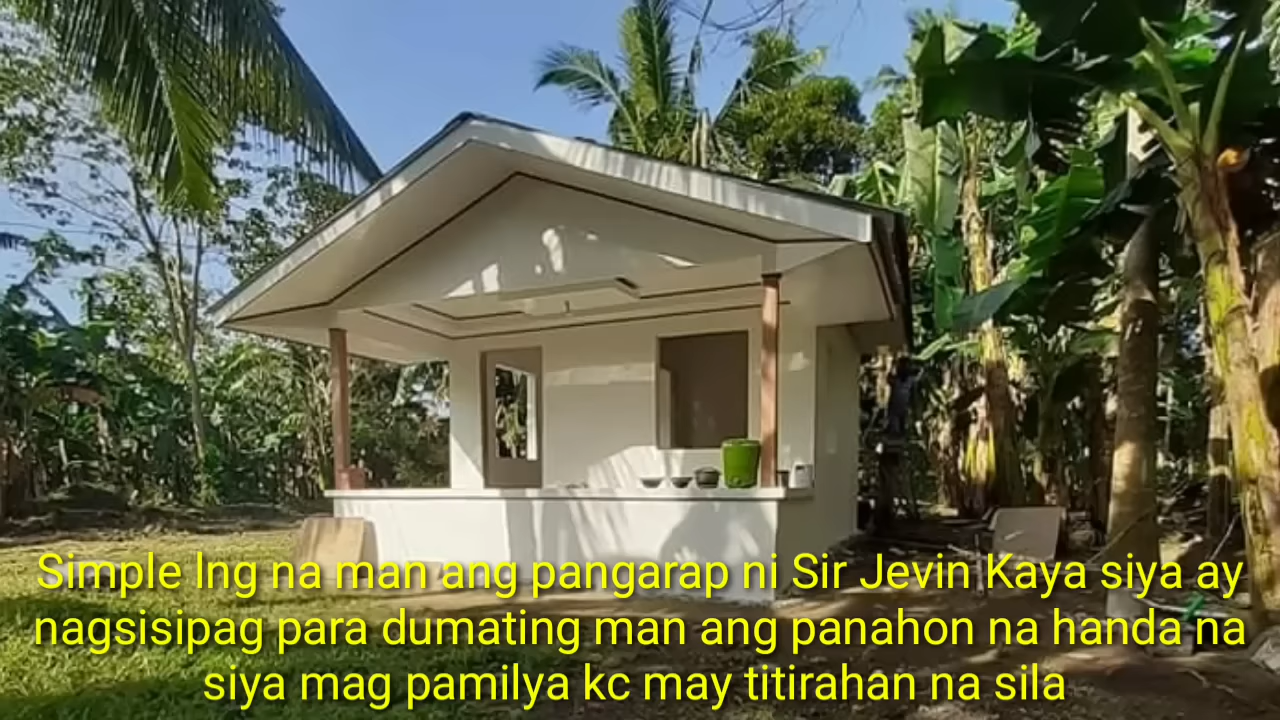 Simple lng na man ang pangarap ni Sir Jevin Kaya siya ay
nagsisipag para dumating man ang panahon na handa na
siya mag pamilya kc may titirahan na sila